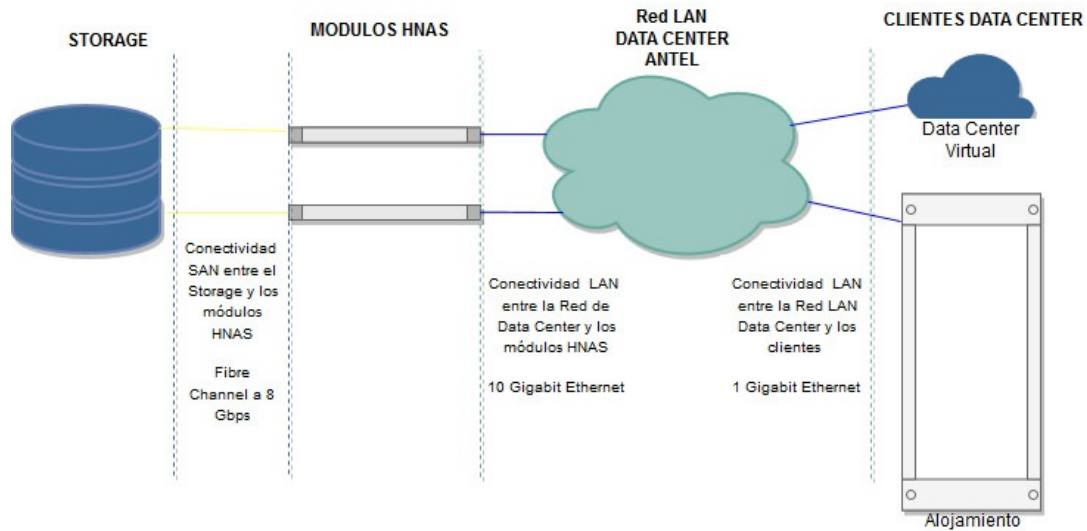 STORAGE
MODULOS HNAS
Red LAN
DATA CENTER
ANTEL
CLIENTES DATA CENTER
Data Center
Virtual
Conectividad
SAN entre el
Storage y los
módulos
HNAS
Fibre
Channel a 8
Gbps
Conectividad LAN
entre la Red de
Data Center y los
módulos HNAS
10 Gigabit Ethernet
Conectividad LAN
entre la Red LAN
Data Center y los
clientes
1 Gigabit Ethernet
Alojamiento